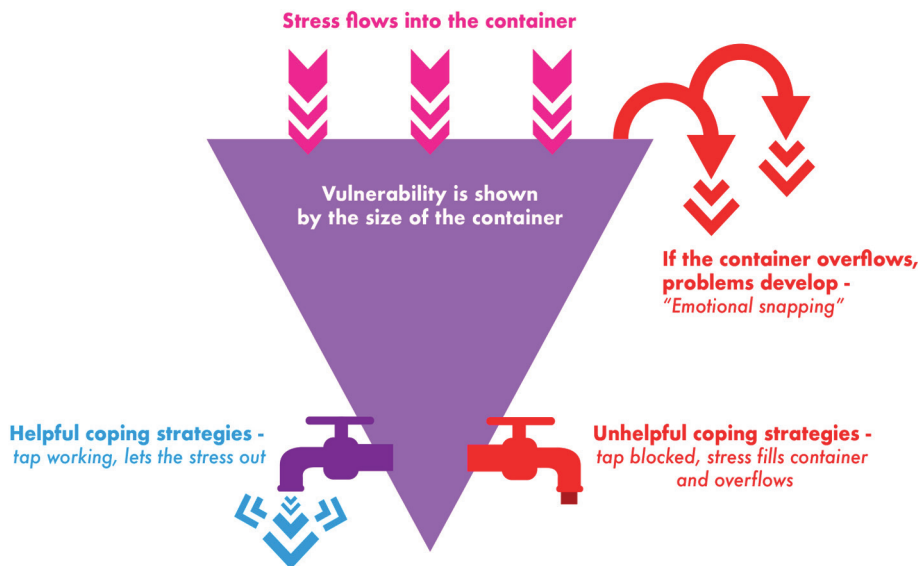 Stress flows into the container
Vulnerability is shown
by the size of the container
If the container overflows,
problems develop -
“Emotional snapping”
Helpful coping strategies -
tap working, lets the stress out
Unhelpful coping strategies -
tap blocked, stress fills container
and overflows